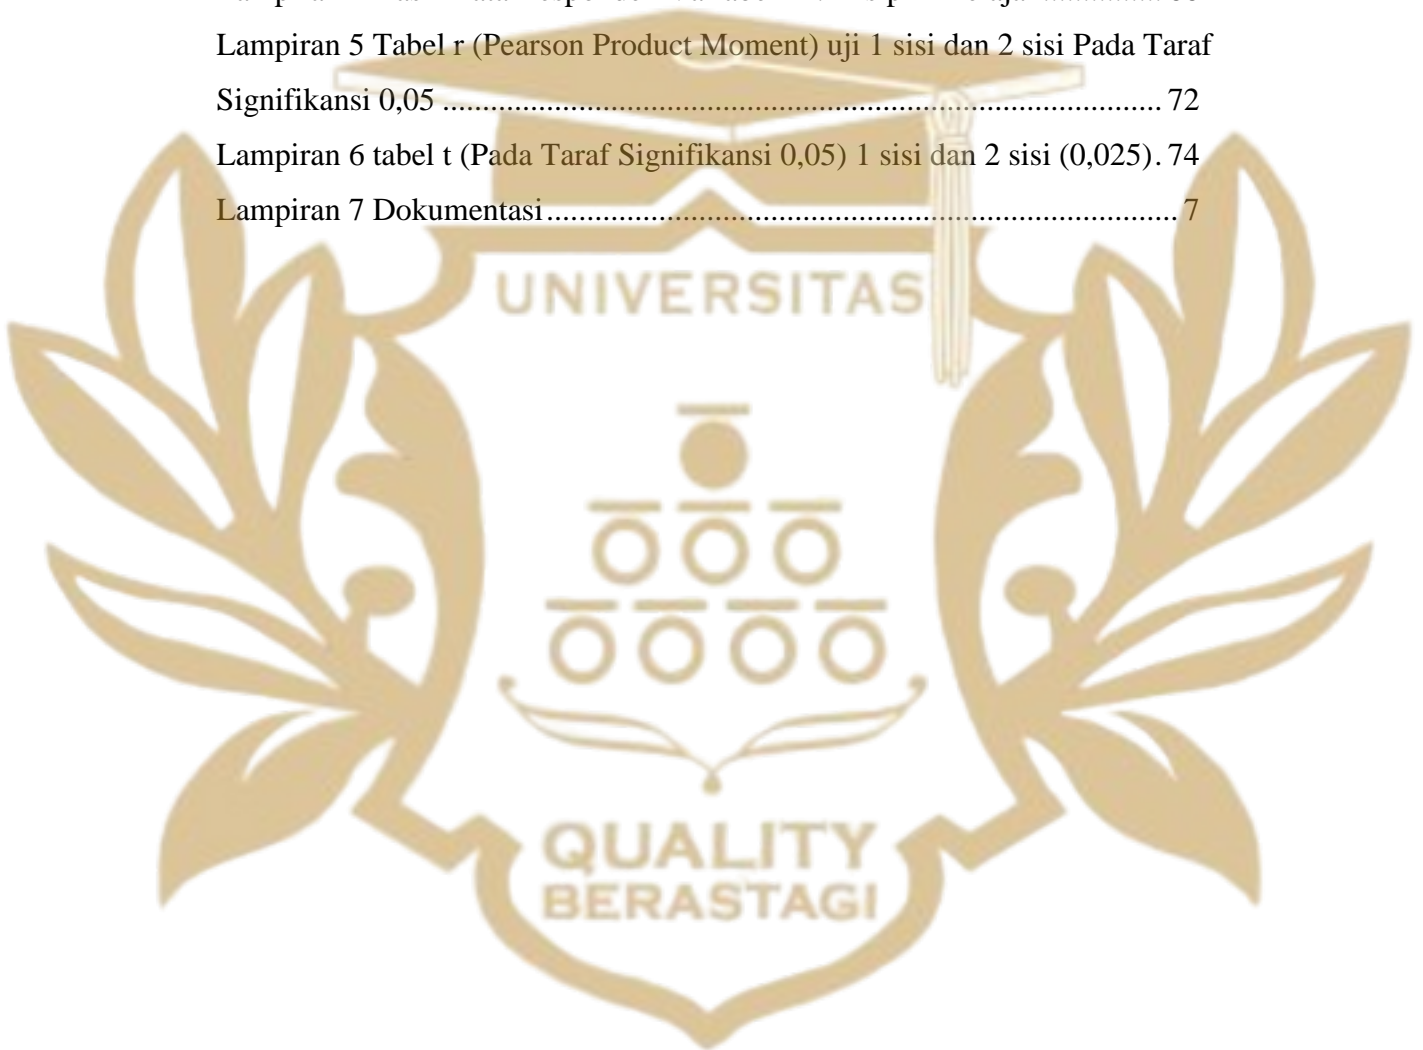 Lampiran 5 Tabel r (Pearson Product Moment) uji 1 sisi dan 2 sisi Pada Taraf
Signifikansi 0,05 ........................................................................................ 72
Lampiran 6 tabel t (Pada Taraf Signifikansi 0,05) 1 sisi dan 2 sisi (0,025). 74
Lampiran 7 Dokumentasi ............................................................................. 7
UNIVERSITAS
QUALITY
BERASTAGI